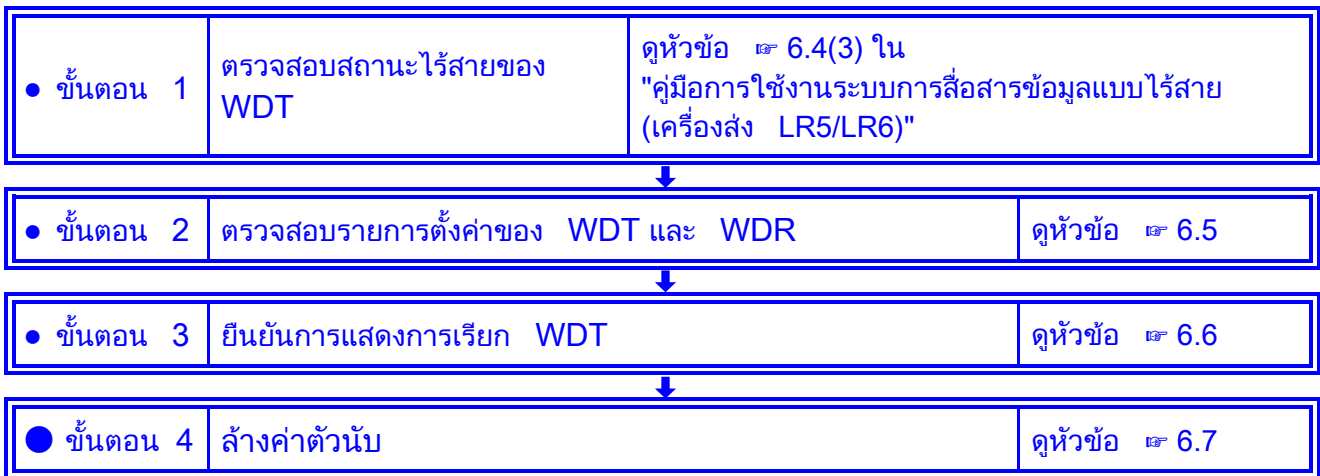 ● ขั้นตอน 1
ตรวจสอบสถานะไร้สายของ
WDT
ดูหัวข้อ ☞ 6.4(3) ใน
"คู่มือการใช้งานระบบการสื่อสารข้อมูลแบบไร้สาย
(เครื่องส่ง LR5/LR6)"
● ขั้นตอน 2 ตรวจสอบรายการตั้งค่าของ WDT และ WDR ดูหัวข้อ ☞ 6.5
● ขั้นตอน 3 ยืนยันการแสดงการเรียก WDT ดูหัวข้อ ☞ 6.6
● ขั้นตอน 4 ล้างค่าตัวนับ ดูหัวข้อ ☞ 6.7